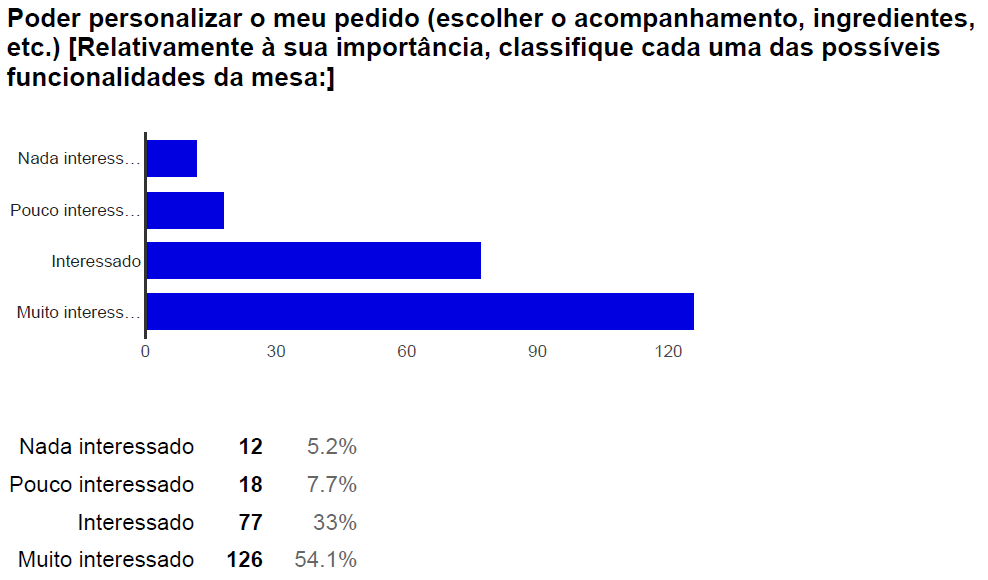 Poder personalizar o meu pedido (escolher o acompanhamento, ingredientes,
etc.) [Relativamente à sua importância, classifique cada uma das possíveis
funcionalidades da mesa:]
Nada interess…
Pouco interess…
Interessado
Muito interess…
0 30 60 90 120
Nada interessado 12 5.2%
Pouco interessado 18 7.7%
Interessado 77 33%
Muito interessado 126 54.1%